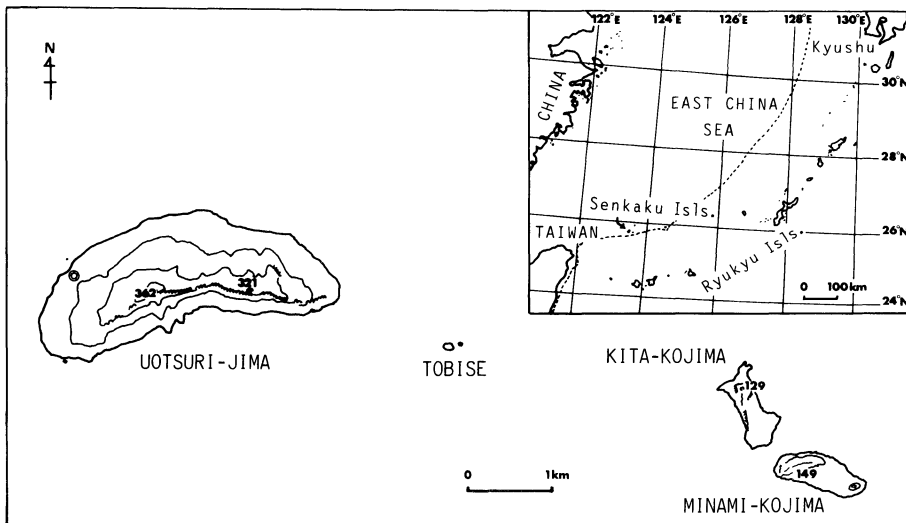 N
122°E 124°E 126°E 128°E 130°E
Kyushu
30°N
CHINA
EAST CHINA
SEA
28°N
Senkaku Isls.
26°N
TAIWAN
Ryukyu Isls.
0 100km
24°N
321
362
UOTSURI-JIMA
TOBISE
KITA-KOJIMA
129
0 1km
149
MINAMI-KOJIMA